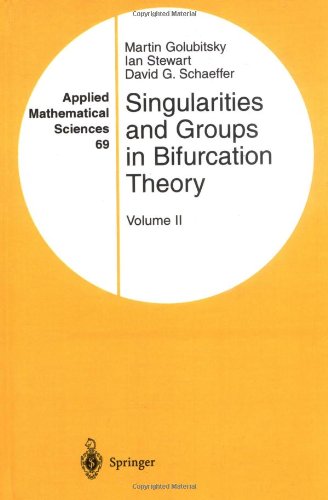 Martin Golubitsky
Ian Stewart
David G. Schaeffer
Applied
Mathematical
Sciences
69
Singularities
and Groups
in Bifurcation
Theory
Volume II
Springer